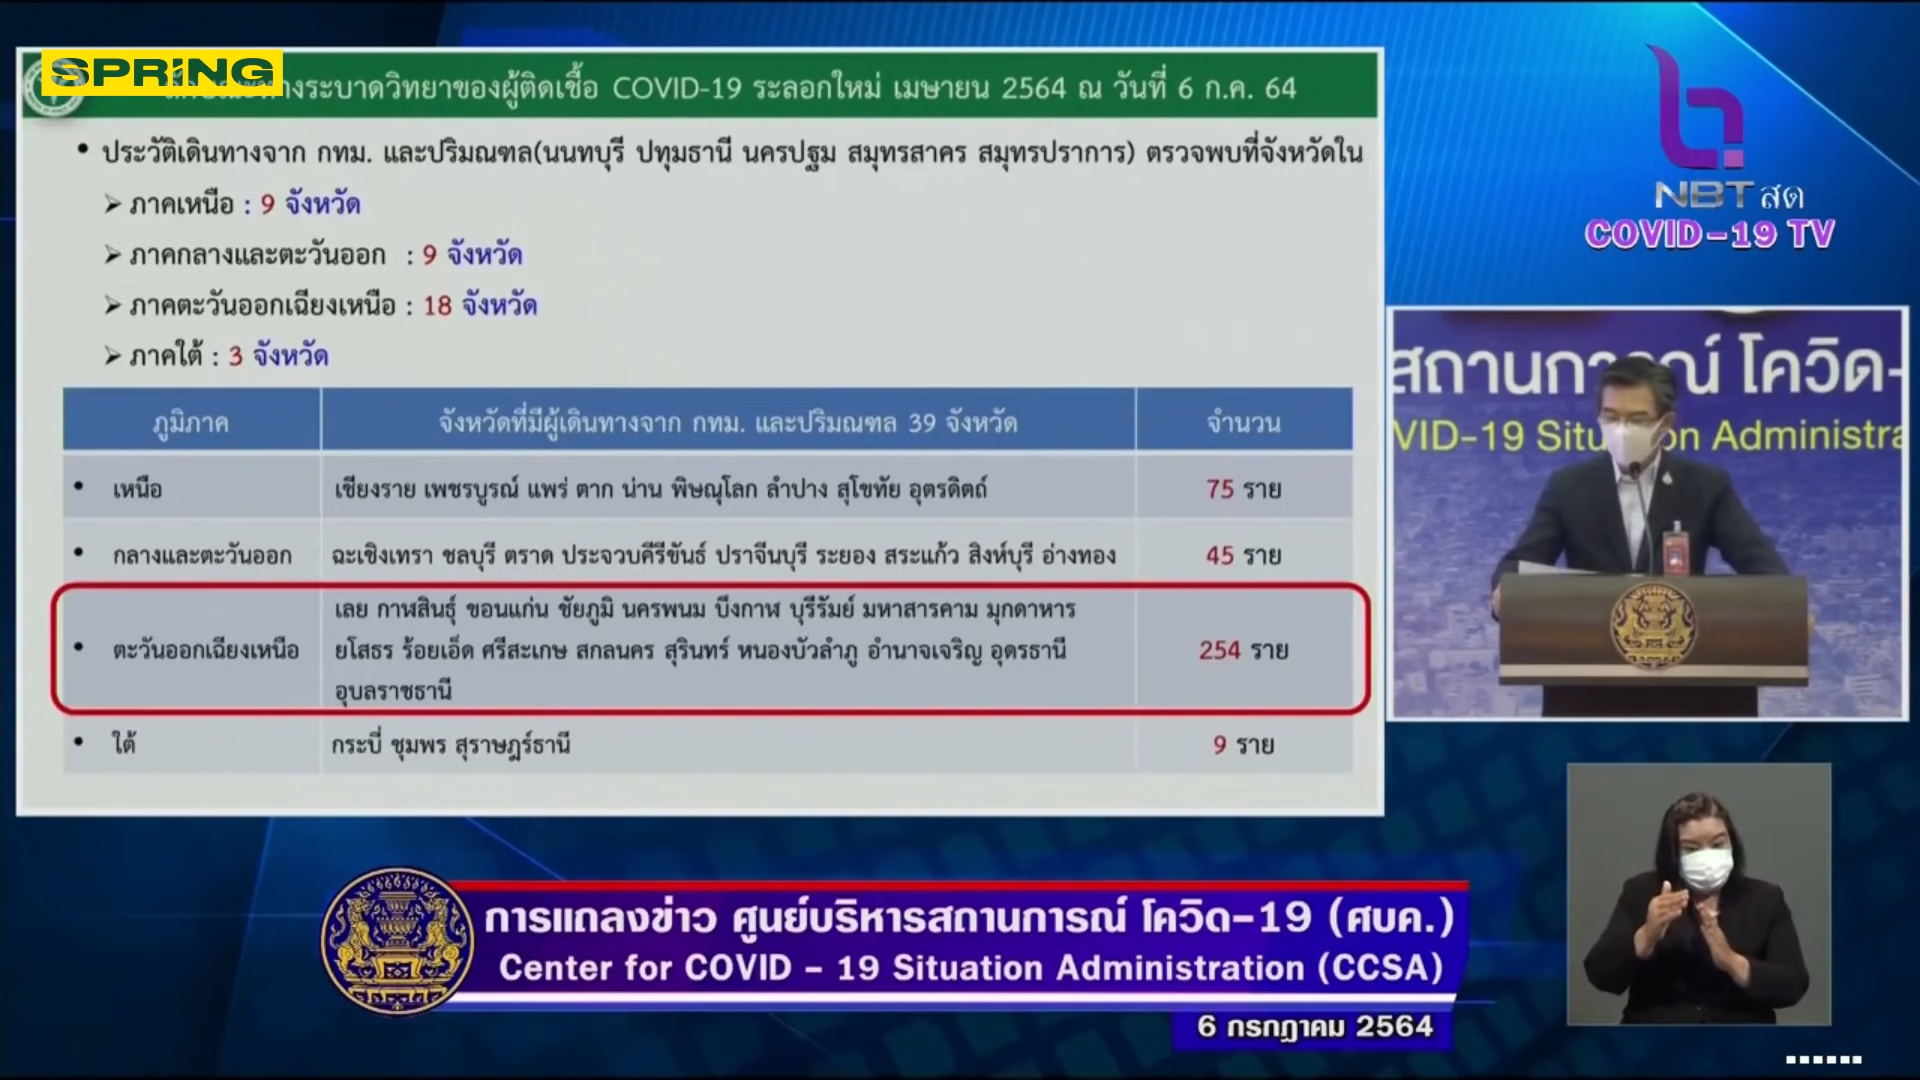 SPRiNG
ทางระบาดวิทยาของผู้ติดเชื้อ COVID-19 ระลอกใหม่ เมษายน 2564 ณ วันที่ 6 ก.ค. 64
• ประวัติเดินทางจาก กทม. และปริมณฑล(นนทบุรี ปทุมธานี นครปฐม สมุทรสาคร สมุทรปราการ) ตรวจพบที่จังหวัดใน
➢ ภาคเหนือ : 9 จังหวัด
➢ ภาคกลางและตะวันออก : 9 จังหวัด
➢ ภาคตะวันออกเฉียงเหนือ : 18 จังหวัด
➢ ภาคใต้ : 3 จังหวัด
ภูมิภาค จังหวัดที่มีผู้เดินทางจาก กทม. และปริมณฑล 39 จังหวัด จำนวน
• เหนือ เชียงราย เพชรบูรณ์ แพร่ ตาก น่าน พิษณุโลก ลำปาง สุโขทัย อุตรดิตถ์ 75 ราย
• กลางและตะวันออก ฉะเชิงเทรา ชลบุรี ตราด ประจวบคีรีขันธ์ ปราจีนบุรี ระยอง สระแก้ว สิงห์บุรี อ่างทอง 45 ราย
เลย กาฬสินธุ์ ขอนแก่น ชัยภูมิ นครพนม บึงกาฬ บุรีรัมย์ มหาสารคาม มุกดาหาร
• ตะวันออกเฉียงเหนือ ยโสธร ร้อยเอ็ด ศรีสะเกษ สกลนคร สุรินทร์ หนองบัวลำภู อำนาจเจริญ อุดรธานี 254 ราย
อุบลราชธานี
• ใต้ กระบี่ ชุมพร สุราษฎร์ธานี 9 ราย
NBT สด
COVID-19 TV
สถานการณ์ โควิด-
VID-19 Situation Administra
การแถลงข่าว ศูนย์บริหารสถานการณ์ โควิด-19 (ศบค.)
Center for COVID - 19 Situation Administration (CCSA)
6 กรกฎาคม 2564